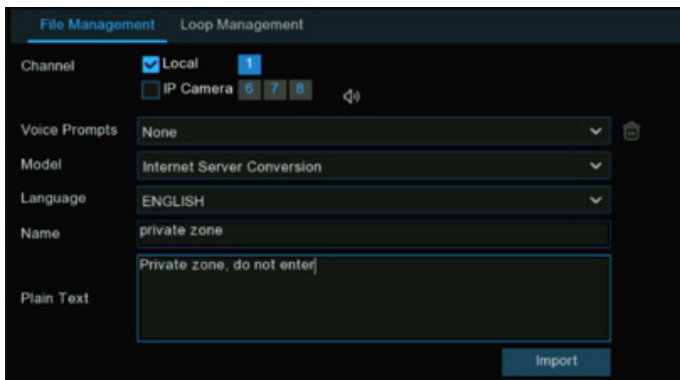 File Management Loop Management
Channel Local 1
IP Camera 6 7 8
Voice Prompts None
Model Internet Server Conversion
Language ENGLISH
Name private zone
Private zone, do not enter
Plain Text
Import